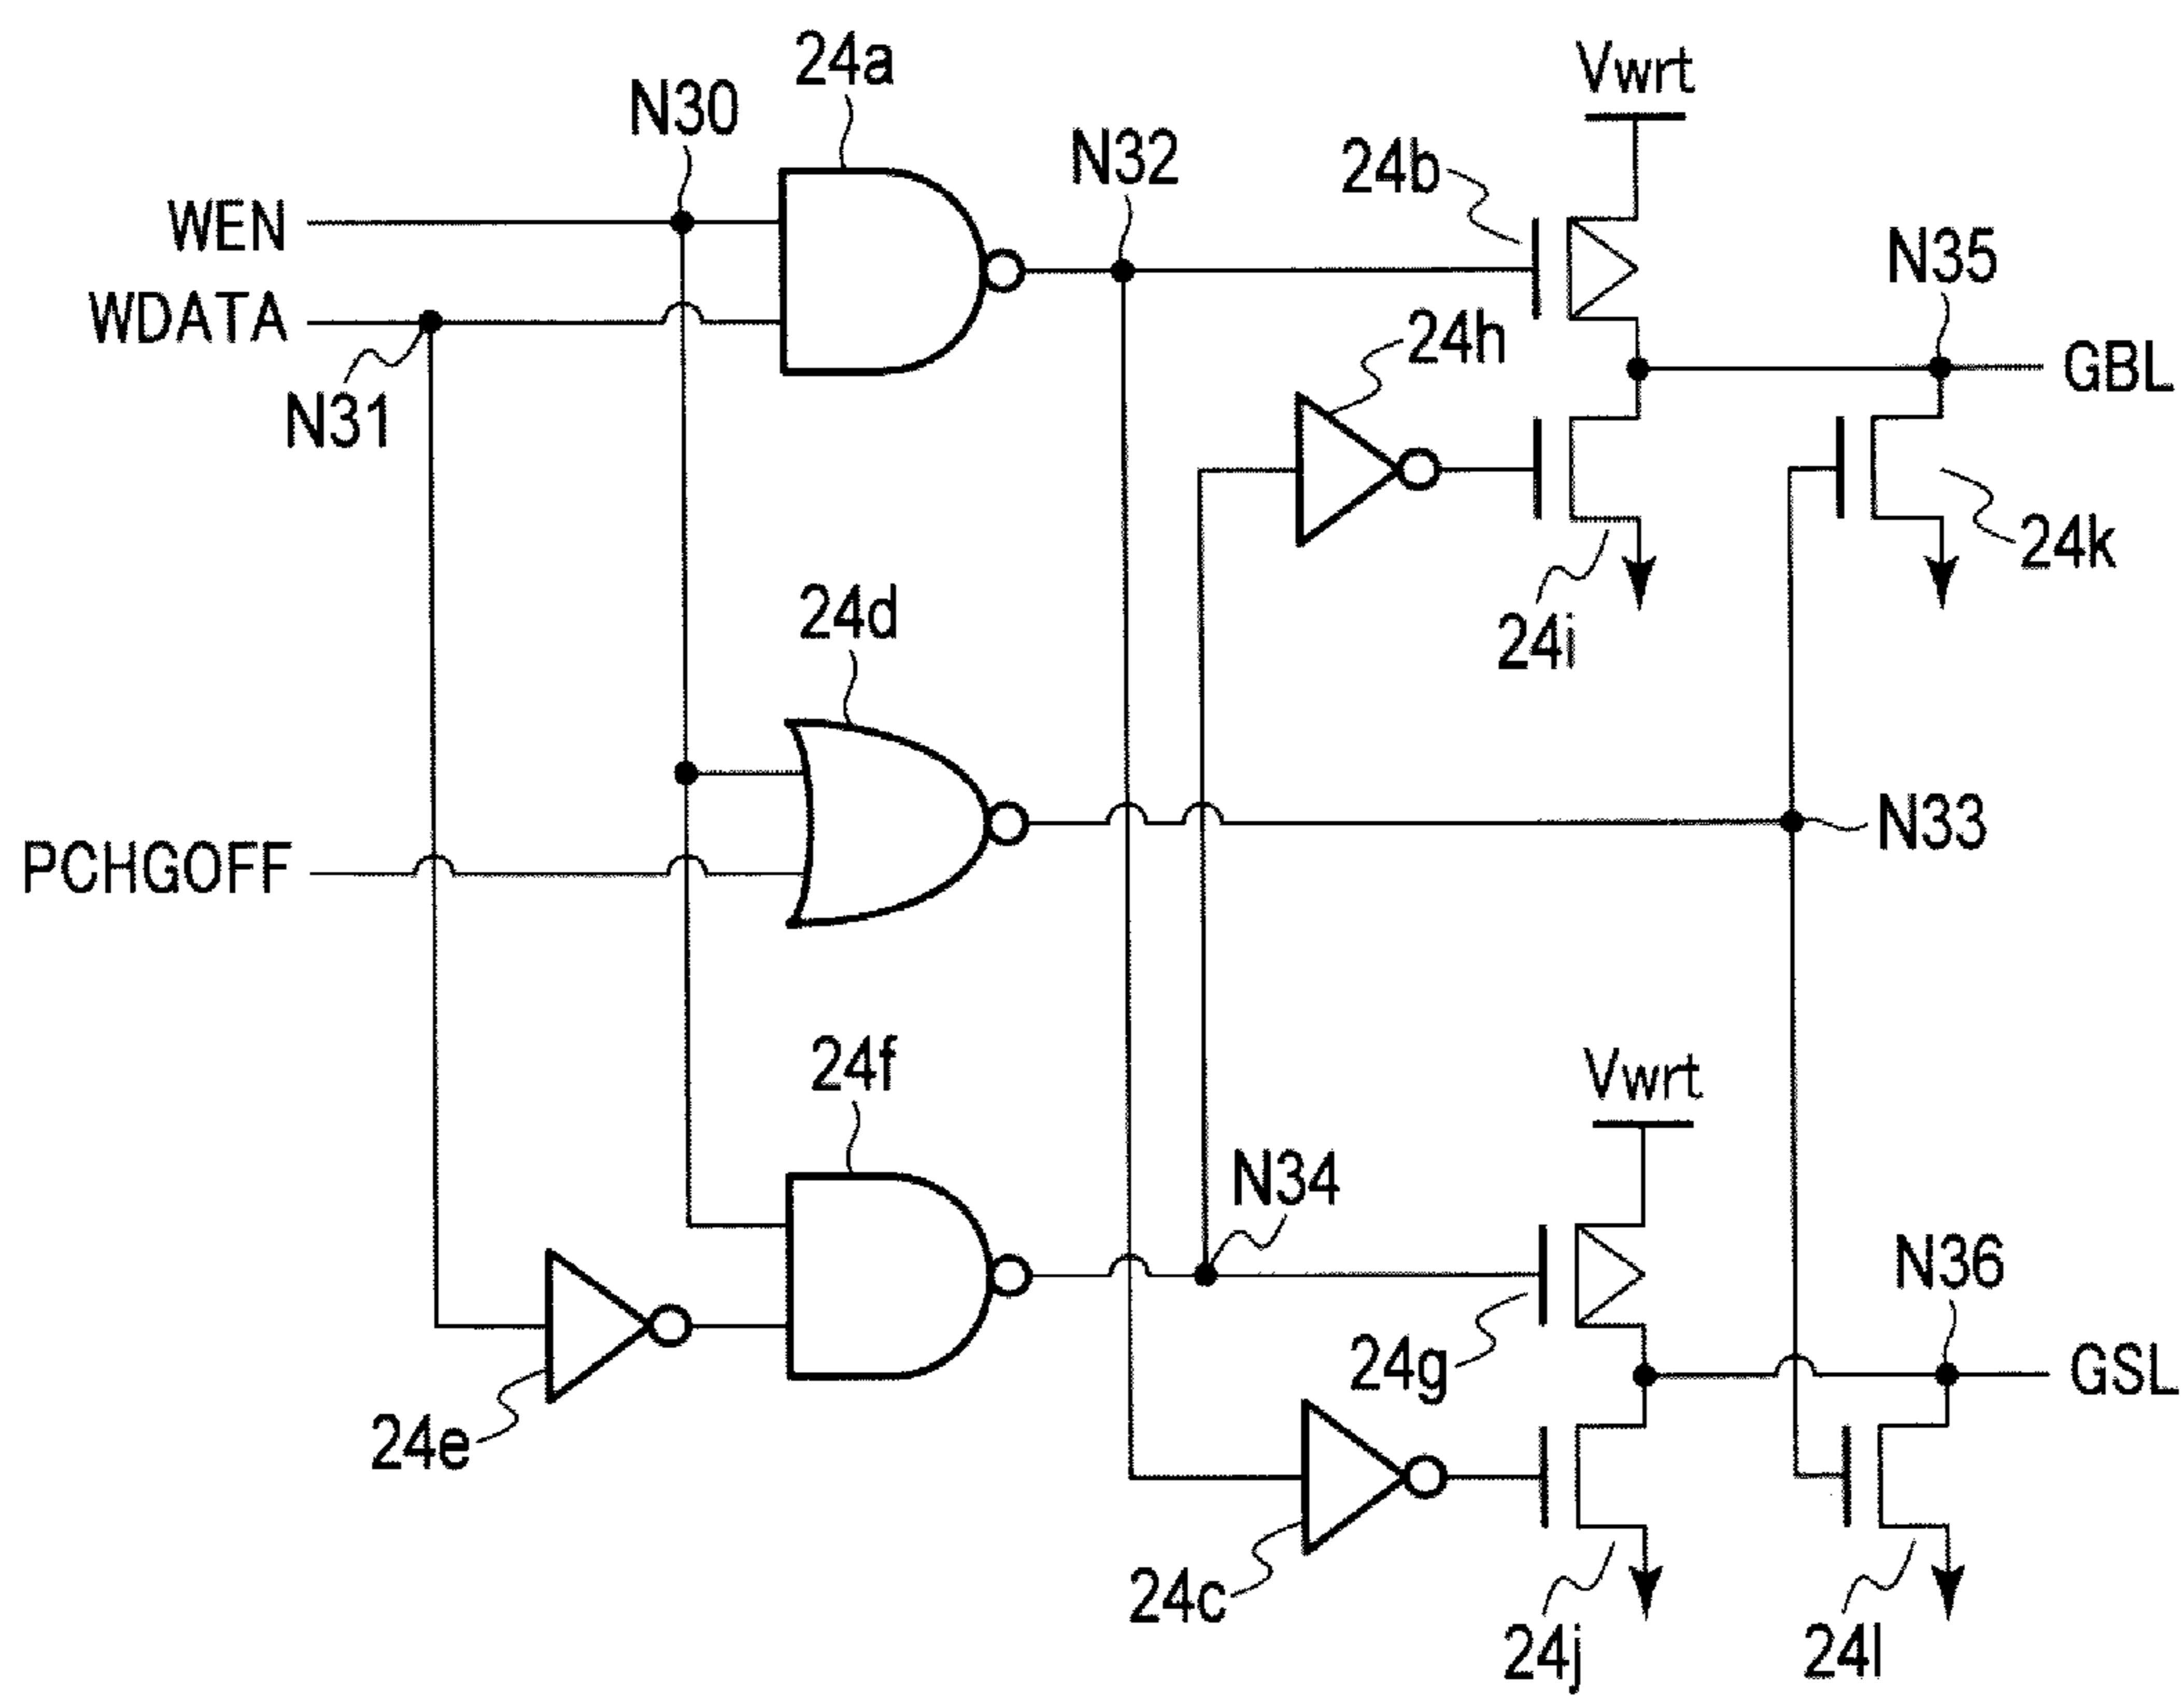 24a
Vwrt
N30
N32
24b
WEN
N35
WDATA
24h
GBL
N31
24k
24d
24i
N33
PCHGOFF
24f
Vwrt
N34
N36
24g
GSL
24e
24c
24j
24l